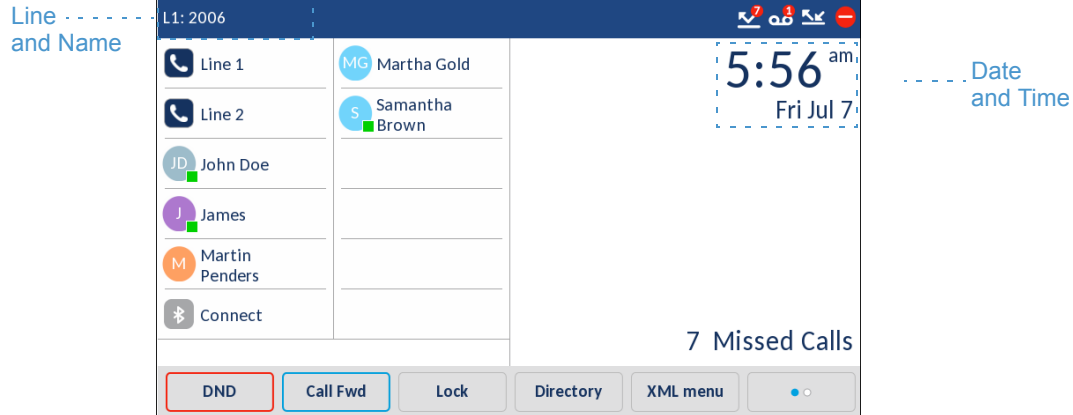 Line
and Name
L1: 2006
7
1
Line 1
Line 2
JD John Doe
J James
M Martin
Penders
Connect
MG Martha Gold
S Samantha
Brown
5:56 am
Fri Jul 7
Date
and Time
7 Missed Calls
DND Call Fwd Lock Directory XML menu